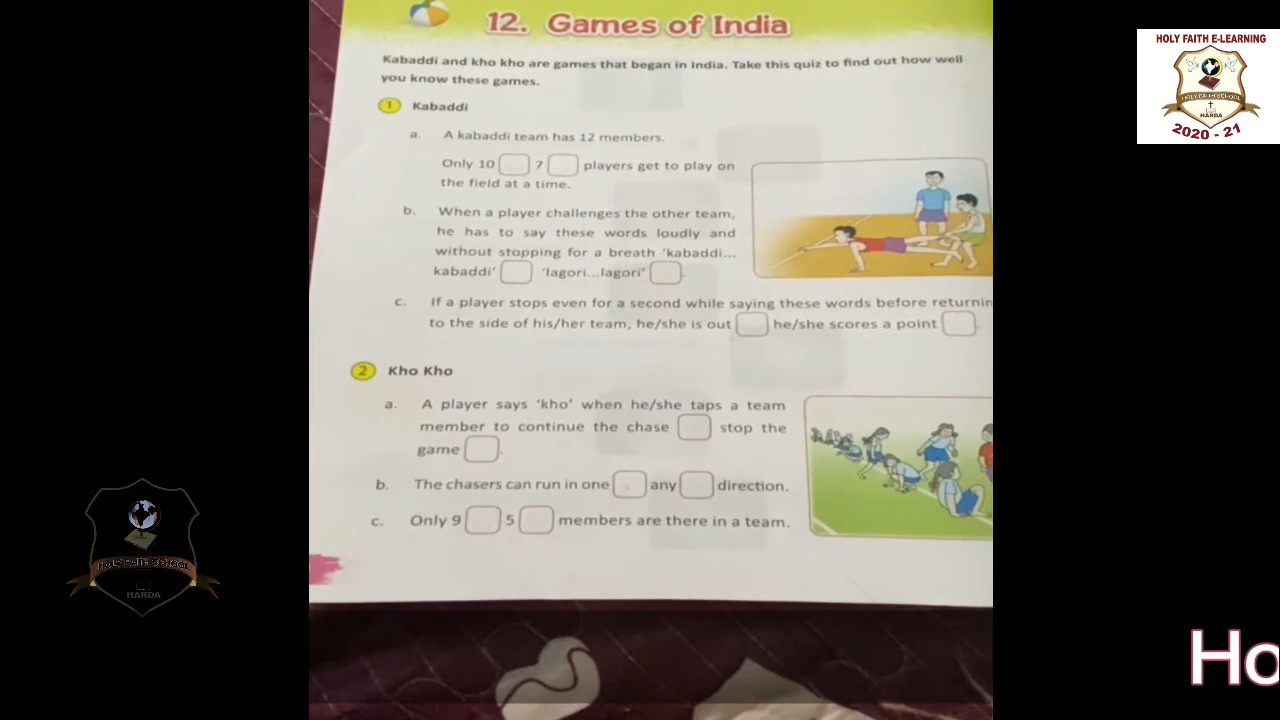 12. Games of India
Kabaddi and kho kho are games that began in India. Take this quiz to find out how well
you know these games.
1 Kabaddi
a. A kabaddi team has 12 members.
Only 10 7 players get to play on
the field at a time.
b. When a player challenges the other team,
he has to say these words loudly and
without stopping for a breath ‘kabaddi...
kabaddi’ ‘lagori...lagori’ .
c. If a player stops even for a second while saying these words before returnin
to the side of his/her team, he/she is out he/she scores a point .
2 Kho Kho
a. A player says ‘kho’ when he/she taps a team
member to continue the chase stop the
game .
b. The chasers can run in one any direction.
c. Only 9 5 members are there in a team.
HOLY FAITH E-LEARNING
HOLY FAITH SCHOOL
HARDA
2020 - 21
HOLY FAITH SCHOOL
HARDA
Ho